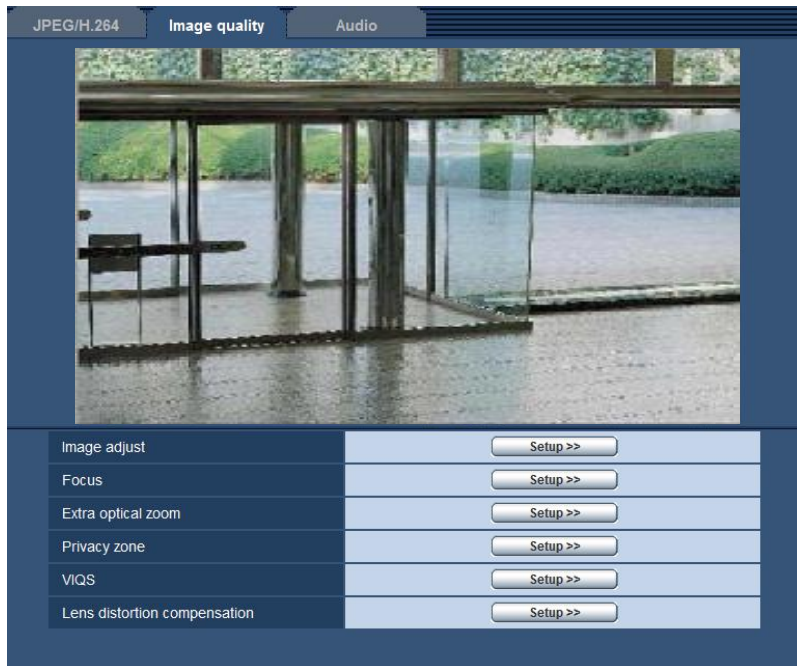 JPEG/H.264 Image quality Audio
Image adjust Setup >>
Focus Setup >>
Extra optical zoom Setup >>
Privacy zone Setup >>
VIQS Setup >>
Lens distortion compensation Setup >>